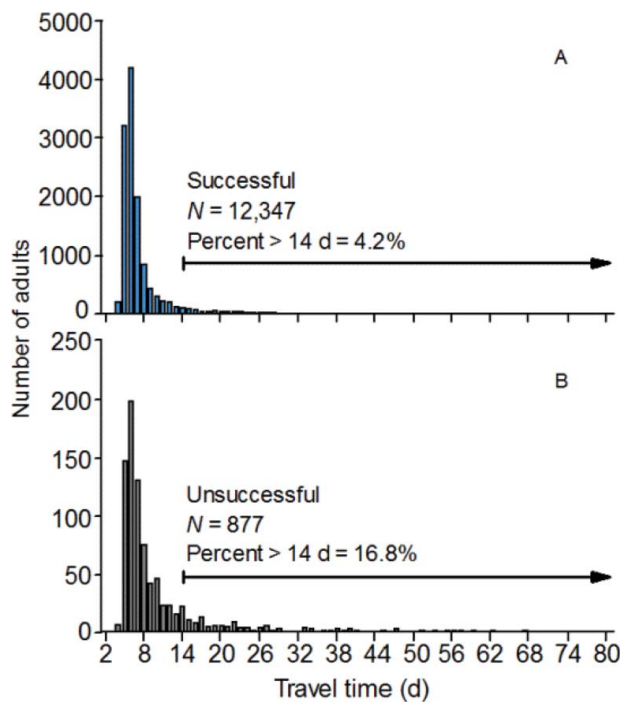 5000
A
4000
3000
Successful
2000
N = 12,347
Percent > 14 d = 4.2%
1000
0
Number of adults
250
B
200
150
Unsuccessful
N = 877
100
Percent > 14 d = 16.8%
50
0
2 8 14 20 26 32 38 44 50 56 62 68 74 80
Travel time (d)